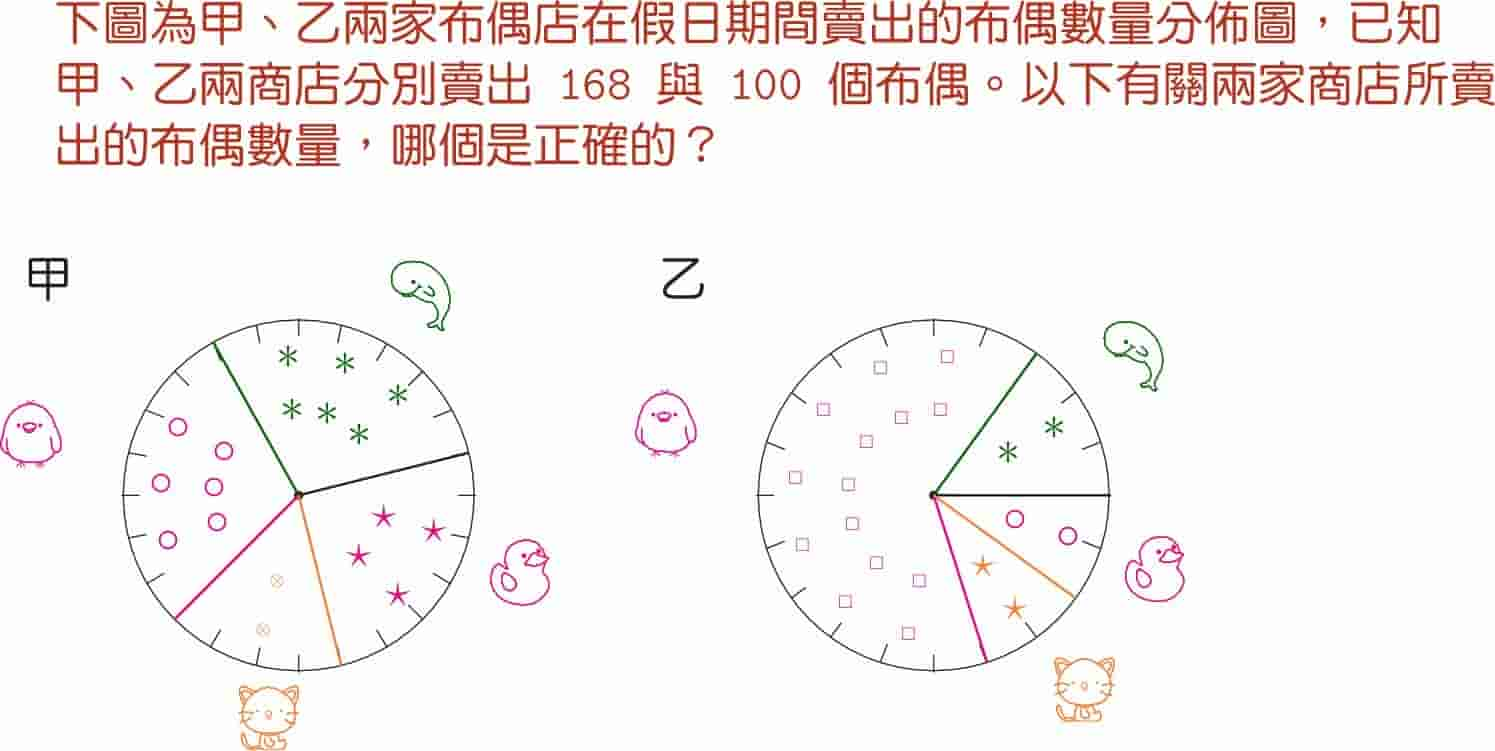 下圖為甲、乙兩家布偶店在假日期間賣出的布偶數量分佈圖，已知
甲、乙兩商店分別賣出 168 與 100 個布偶。以下有關兩家商店所賣
出的布偶數量，哪個是正確的？
甲
乙